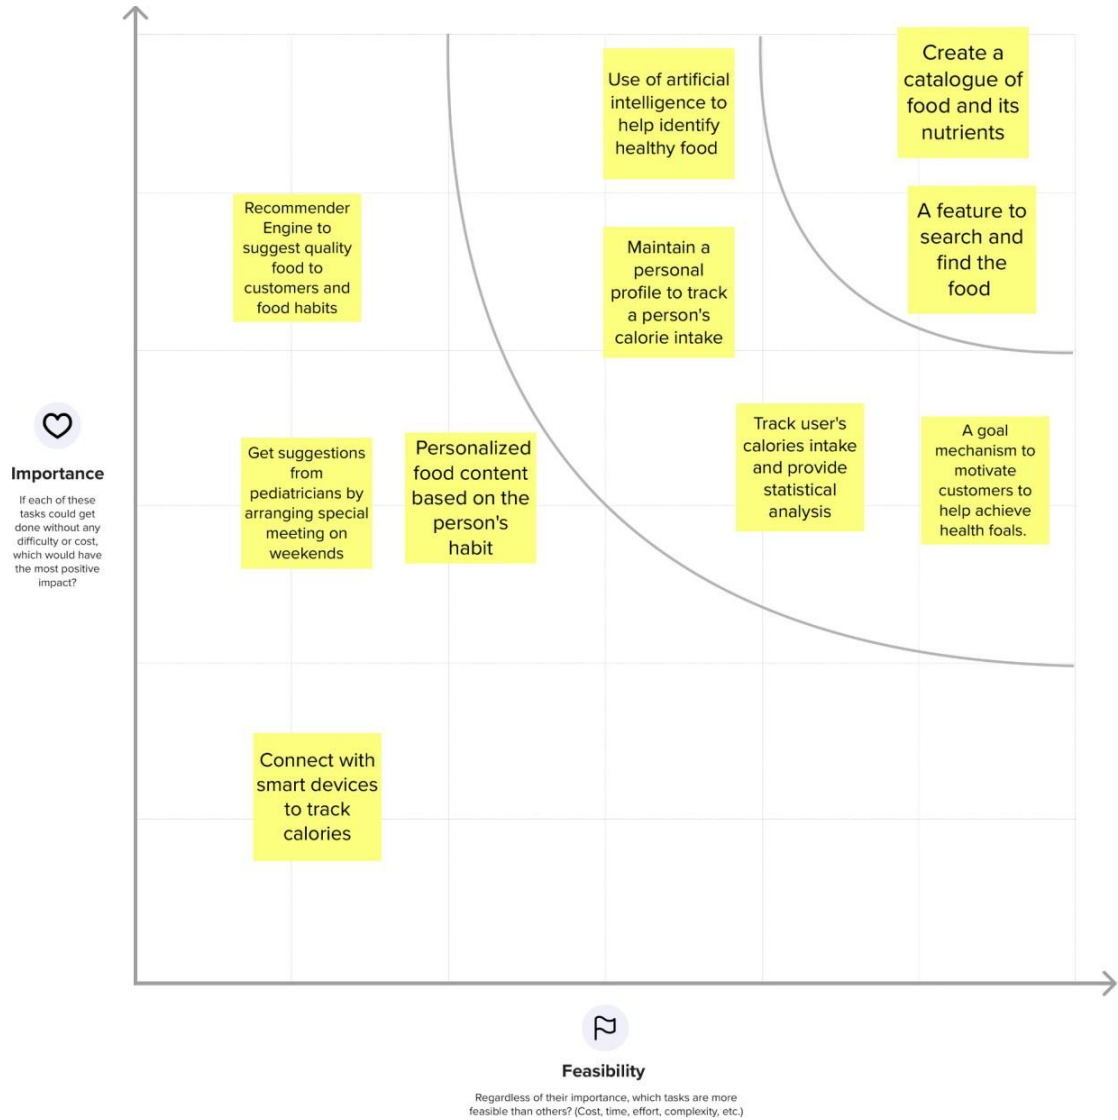 Create a
catalogue of
food and its
nutrients
Use of artificial
intelligence to
help identify
healthy food
A feature to
search and
find the
food
Recommender
Engine to
suggest quality
food to
customers and
food habits
Maintain a
personal
profile to track
a person's
calorie intake
Importance
If each of these
tasks could get
done without any
difficulty or cost,
which would have
the most positive
impact?
Get suggestions
from
pediatricians by
arranging special
meeting on
weekends
Personalized
food content
based on the
person's
habit
Track user's
calories intake
and provide
statistical
analysis
A goal
mechanism to
motivate
customers to
help achieve
health foals.
Connect with
smart devices
to track
calories
Feasibility
Regardless of their importance, which tasks are more
feasible than others? (Cost, time, effort, complexity, etc.)